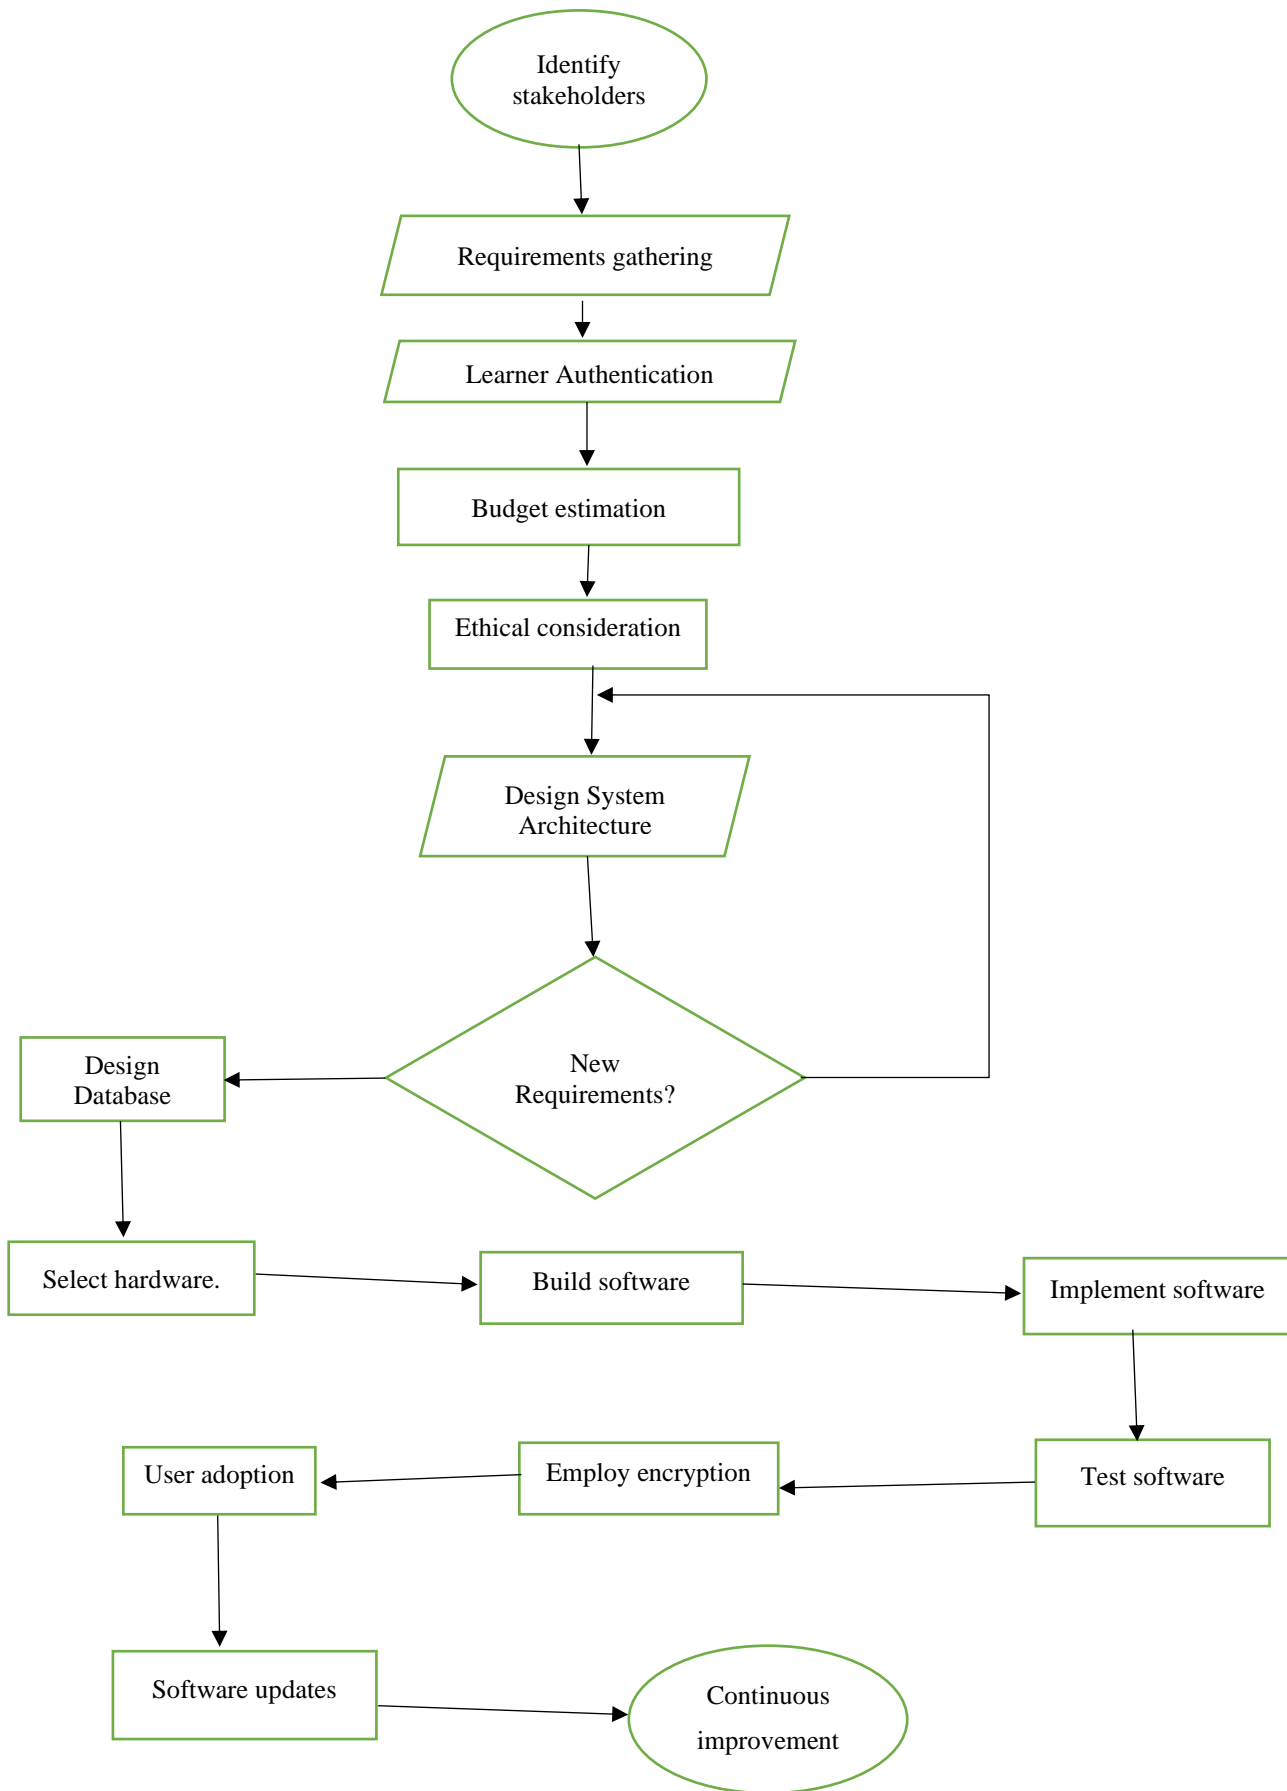 Identify
stakeholders
Requirements gathering
Learner Authentication
Budget estimation
Ethical consideration
Design System
Architecture
New
Requirements?
Design
Database
Select hardware.
Build software
Implement software
Test software
Employ encryption
User adoption
Software updates
Continuous
improvement